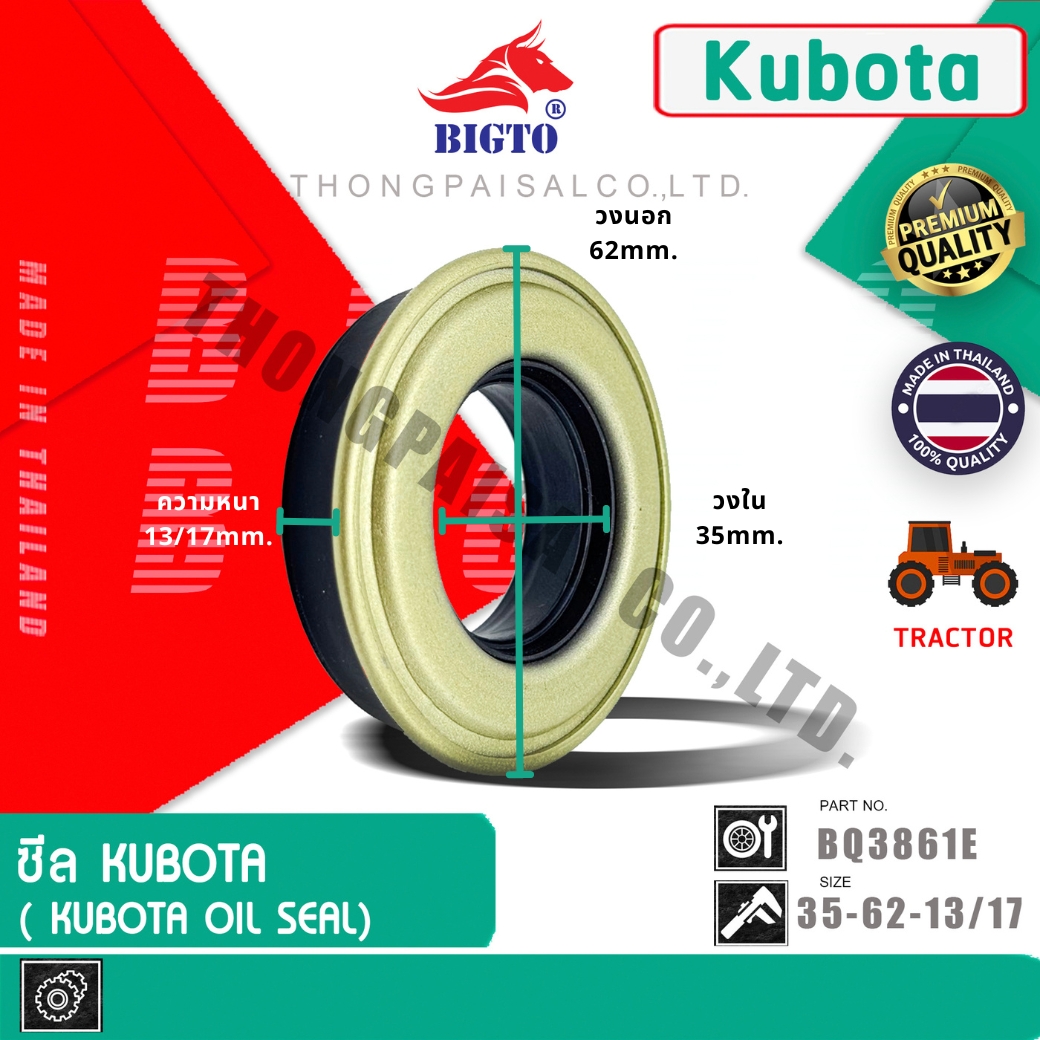 Kubota
®
BIGTO
THONGPAISALCO.,LTD.
PREMIUM QUALITY
PREMIUM QUALITY
PREMIUM
QUALITY
วงนอก
62mm.
MADE IN THAILAND
THONGPAISAL CO.,LTD.
MADE IN THAILAND
100% QUALITY
ความหนา
13/17mm.
วงใน
35mm.
TRACTOR
PART NO.
BQ3861E
SIZE
35-62-13/17
ซีล KUBOTA
( KUBOTA OIL SEAL)